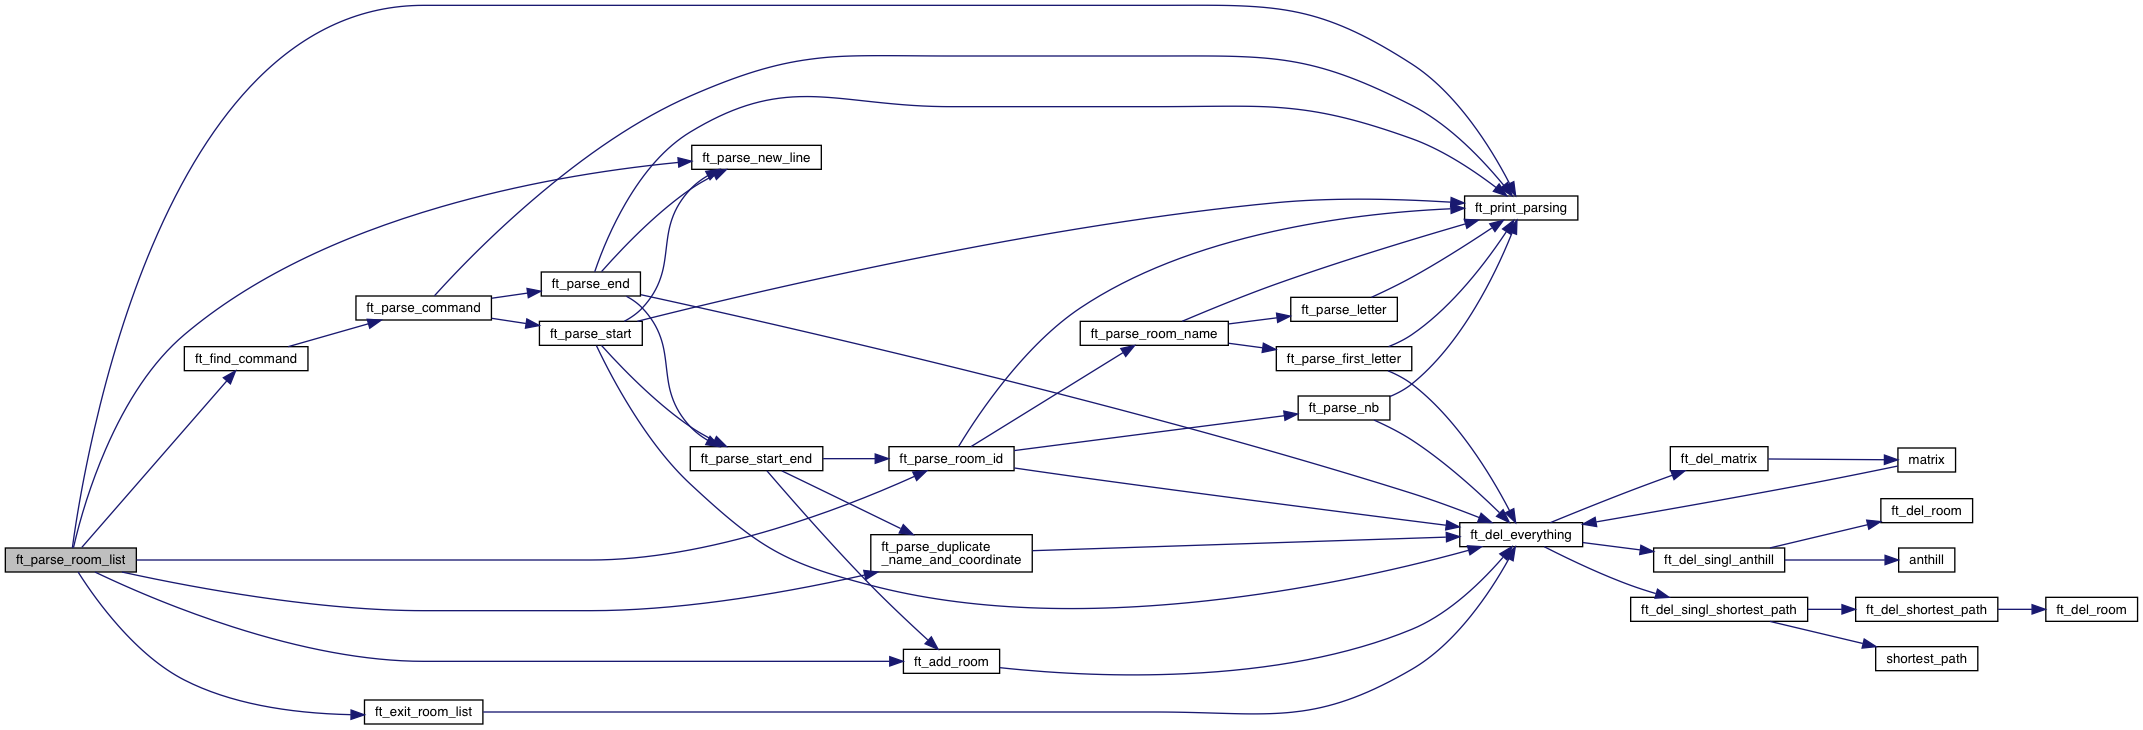 ft_parse_room_list
ft_find_command
ft_parse_command
ft_exit_room_list
ft_parse_end
ft_parse_start
ft_parse_new_line
ft_parse_start_end
ft_parse_room_id
ft_parse_duplicate
_name_and_coordinate
ft_add_room
ft_parse_room_name
ft_parse_letter
ft_parse_first_letter
ft_parse_nb
ft_print_parsing
ft_del_everything
ft_del_matrix
matrix
ft_del_singl_anthill
ft_del_room
anthill
ft_del_singl_shortest_path
ft_del_shortest_path
ft_del_room
shortest_path